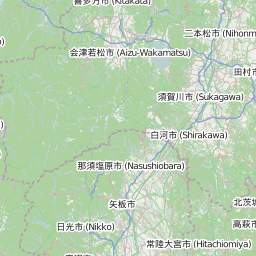 喜多方市 (Kitakata)
二本松市 (Nihonm
会津若松市 (Aizu-Wakamatsu)
田村市
須賀川市 (Sukagawa)
白河市 (Shirakawa)
那須塩原市 (Nasushiobara)
矢板市
北茨城
日光市 (Nikko)
高萩市
常陸大宮市 (Hitachiomiya)